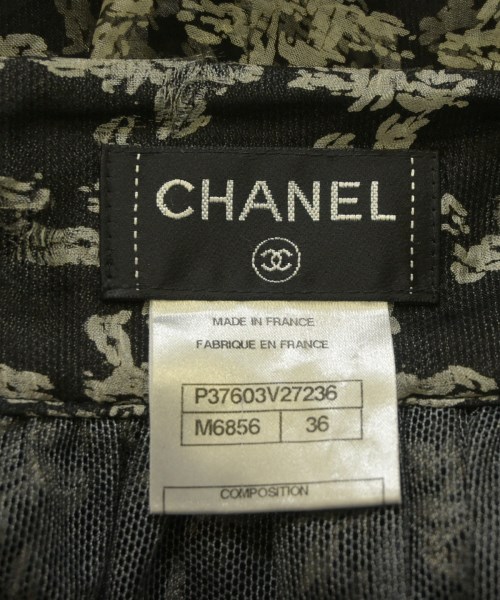 CHANEL
MADE IN FRANCE
FABRIQUE EN FRANCE
P37603V27236
M6856 36
COMPOSITION